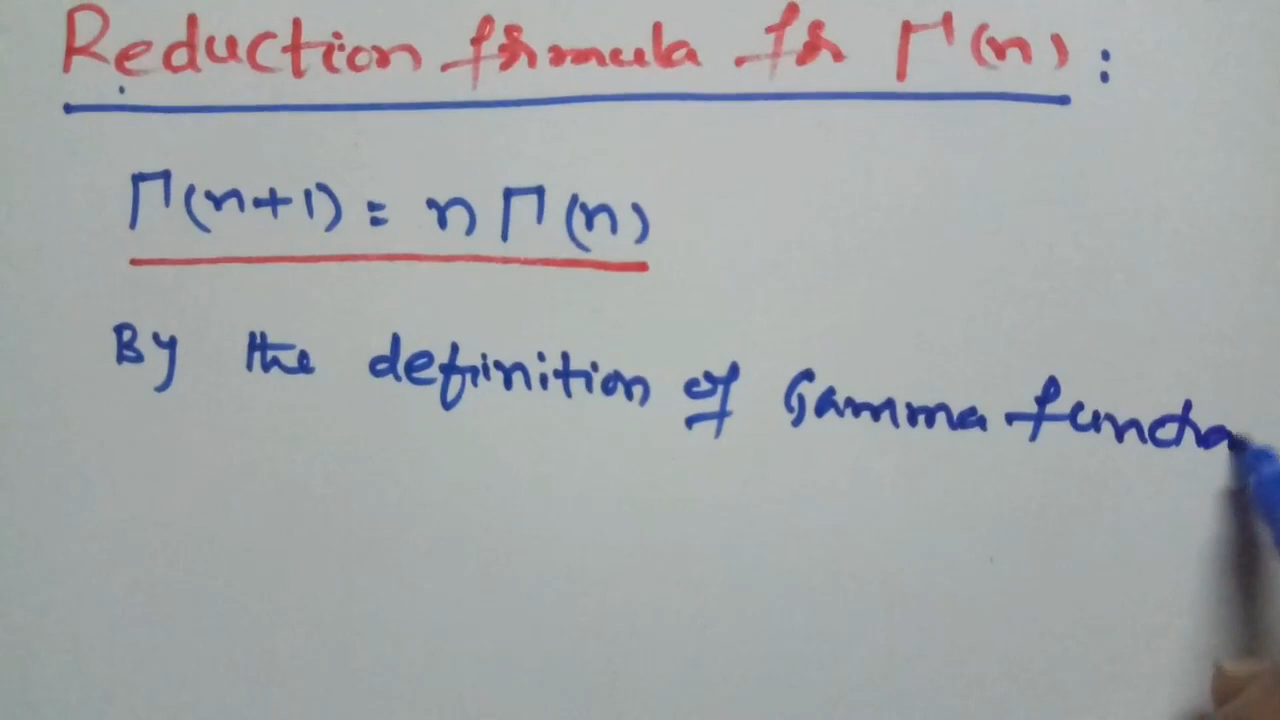 Reduction formula for Γ(n) :
Γ(n+1) = n Γ(n)
By the definition of Gamma